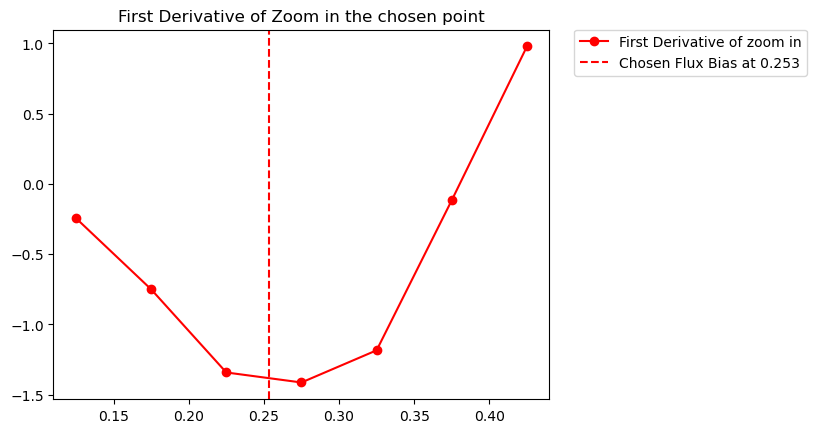 First Derivative of Zoom in the chosen point
First Derivative of zoom in
Chosen Flux Bias at 0.253
1.0
0.5
0.0
−0.5
−1.0
−1.5
0.15 0.20 0.25 0.30 0.35 0.40